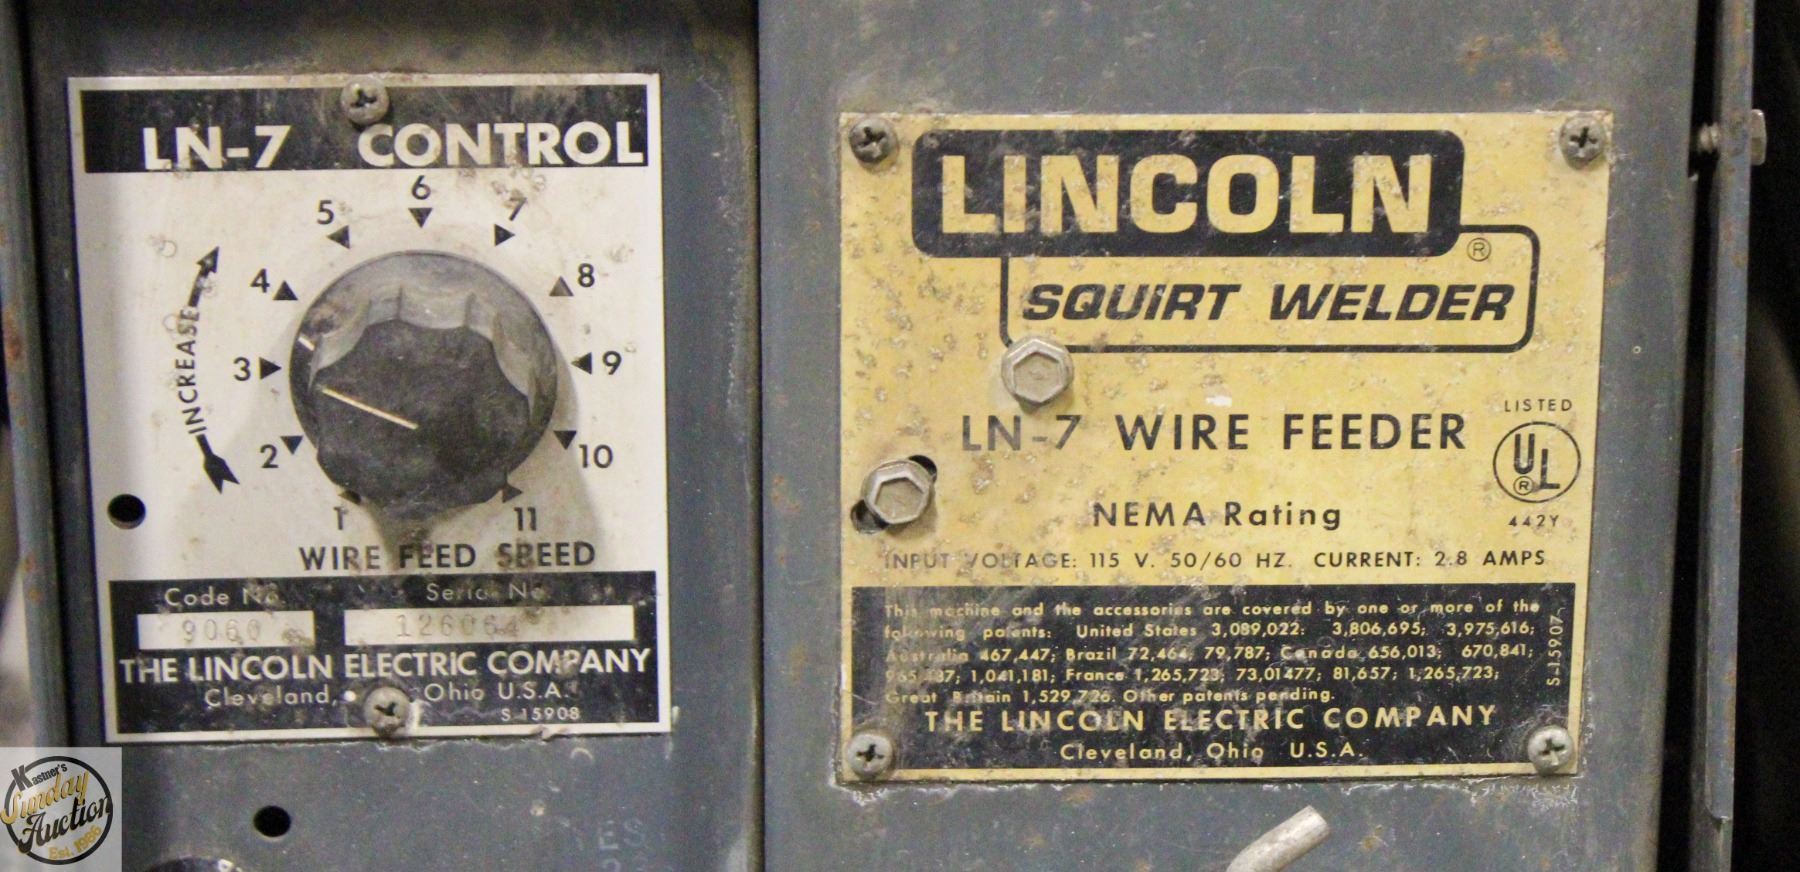 LN-7 CONTROL
6
5 7
4 8
3 9
2 10
1 11
INCREASE
WIRE FEED SPEED
Code No. Serial No.
9060 126064
THE LINCOLN ELECTRIC COMPANY
Cleveland, Ohio U.S.A.
S-15908
LINCOLN
®
SQUIRT WELDER
LN-7 WIRE FEEDER
LISTED
UL
®
442Y
NEMA Rating
INPUT VOLTAGE: 115 V. 50/60 HZ. CURRENT: 2.8 AMPS
This machine and the accessories are covered by one or more of the
following patents: United States 3,089,022; 3,806,695; 3,975,616;
Australia 467,447; Brazil 72,464; 79,787; Canada 656,013; 670,841;
1,041,181; France 1,265,723; 73,01477; 81,657; 1,265,723;
Great Britain 1,529,726. Other patents pending.
S-15907
THE LINCOLN ELECTRIC COMPANY
Cleveland, Ohio U.S.A.
Kastner's
Sunday
Auction
Est. 1986